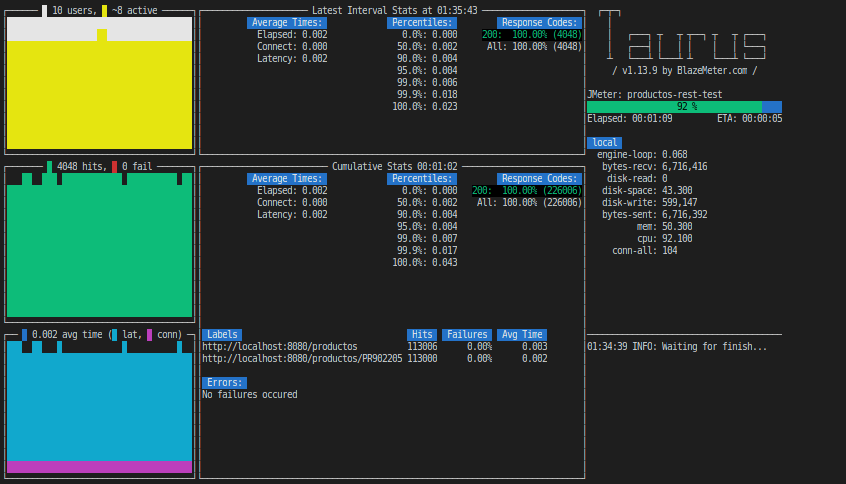 10 users, ~8 active
Latest Interval Stats at 01:35:43
Average Times: Percentiles: Response Codes:
Elapsed: 0.002 0.0%: 0.000 200: 100.00% (4048)
Connect: 0.000 50.0%: 0.002 All: 100.00% (4048)
Latency: 0.002 90.0%: 0.004
95.0%: 0.004
99.0%: 0.006
99.9%: 0.018
100.0%: 0.023
TAURUS
/ v1.13.9 by BlazeMeter.com /
JMeter: productos-rest-test
92 %
Elapsed: 00:01:09 ETA: 00:00:05
4048 hits, 0 fail
Cumulative Stats 00:01:02
Average Times: Percentiles: Response Codes:
Elapsed: 0.002 0.0%: 0.000 200: 100.00% (226006)
Connect: 0.000 50.0%: 0.002 All: 100.00% (226006)
Latency: 0.002 90.0%: 0.004
95.0%: 0.004
99.0%: 0.007
99.9%: 0.017
100.0%: 0.043
local
engine-loop: 0.068
bytes-recv: 6,716,416
disk-read: 0
disk-space: 43.300
disk-write: 599,147
bytes-sent: 6,716,392
mem: 50.300
cpu: 92.100
conn-all: 104
0.002 avg time (lat, conn)
Labels Hits Failures Avg Time
http://localhost:8080/productos 113006 0.00% 0.003
http://localhost:8080/productos/PR902205 113000 0.00% 0.002
Errors:
No failures occured
01:34:39 INFO: Waiting for finish...